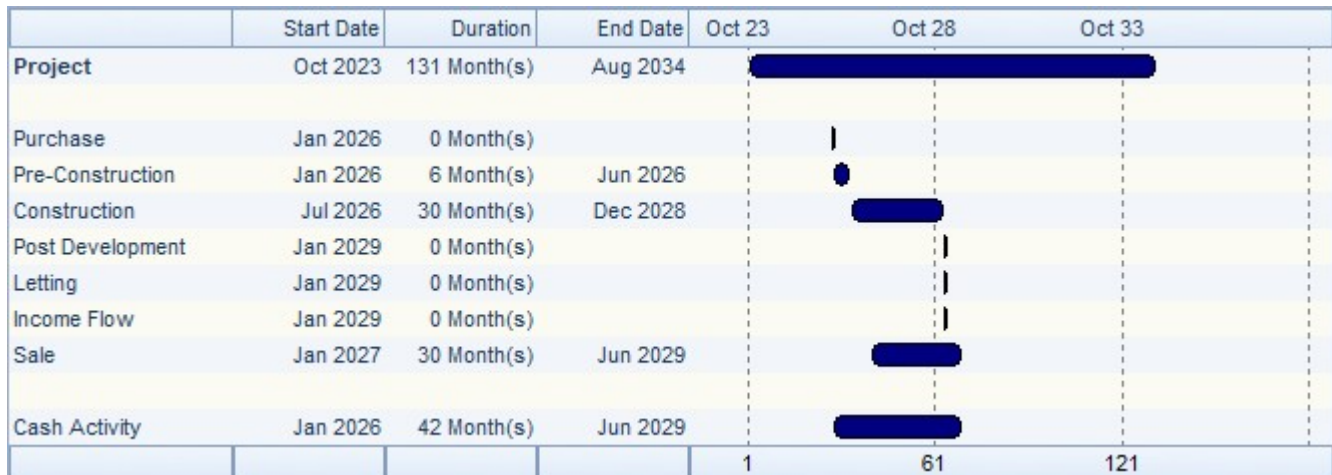 Start Date Duration End Date Oct 23 Oct 28 Oct 33
Project Oct 2023 131 Month(s) Aug 2034
Purchase Jan 2026 0 Month(s)
Pre-Construction Jan 2026 6 Month(s) Jun 2026
Construction Jul 2026 30 Month(s) Dec 2028
Post Development Jan 2029 0 Month(s)
Letting Jan 2029 0 Month(s)
Income Flow Jan 2029 0 Month(s)
Sale Jan 2027 30 Month(s) Jun 2029
Cash Activity Jan 2026 42 Month(s) Jun 2029
1 61 121